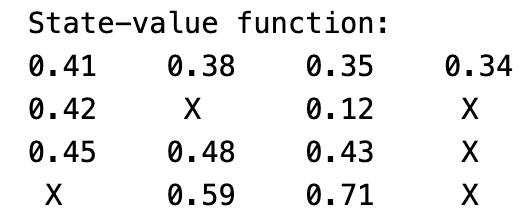 State-value function:
0.41 0.38 0.35 0.34
0.42 X 0.12 X
0.45 0.48 0.43 X
X 0.59 0.71 X